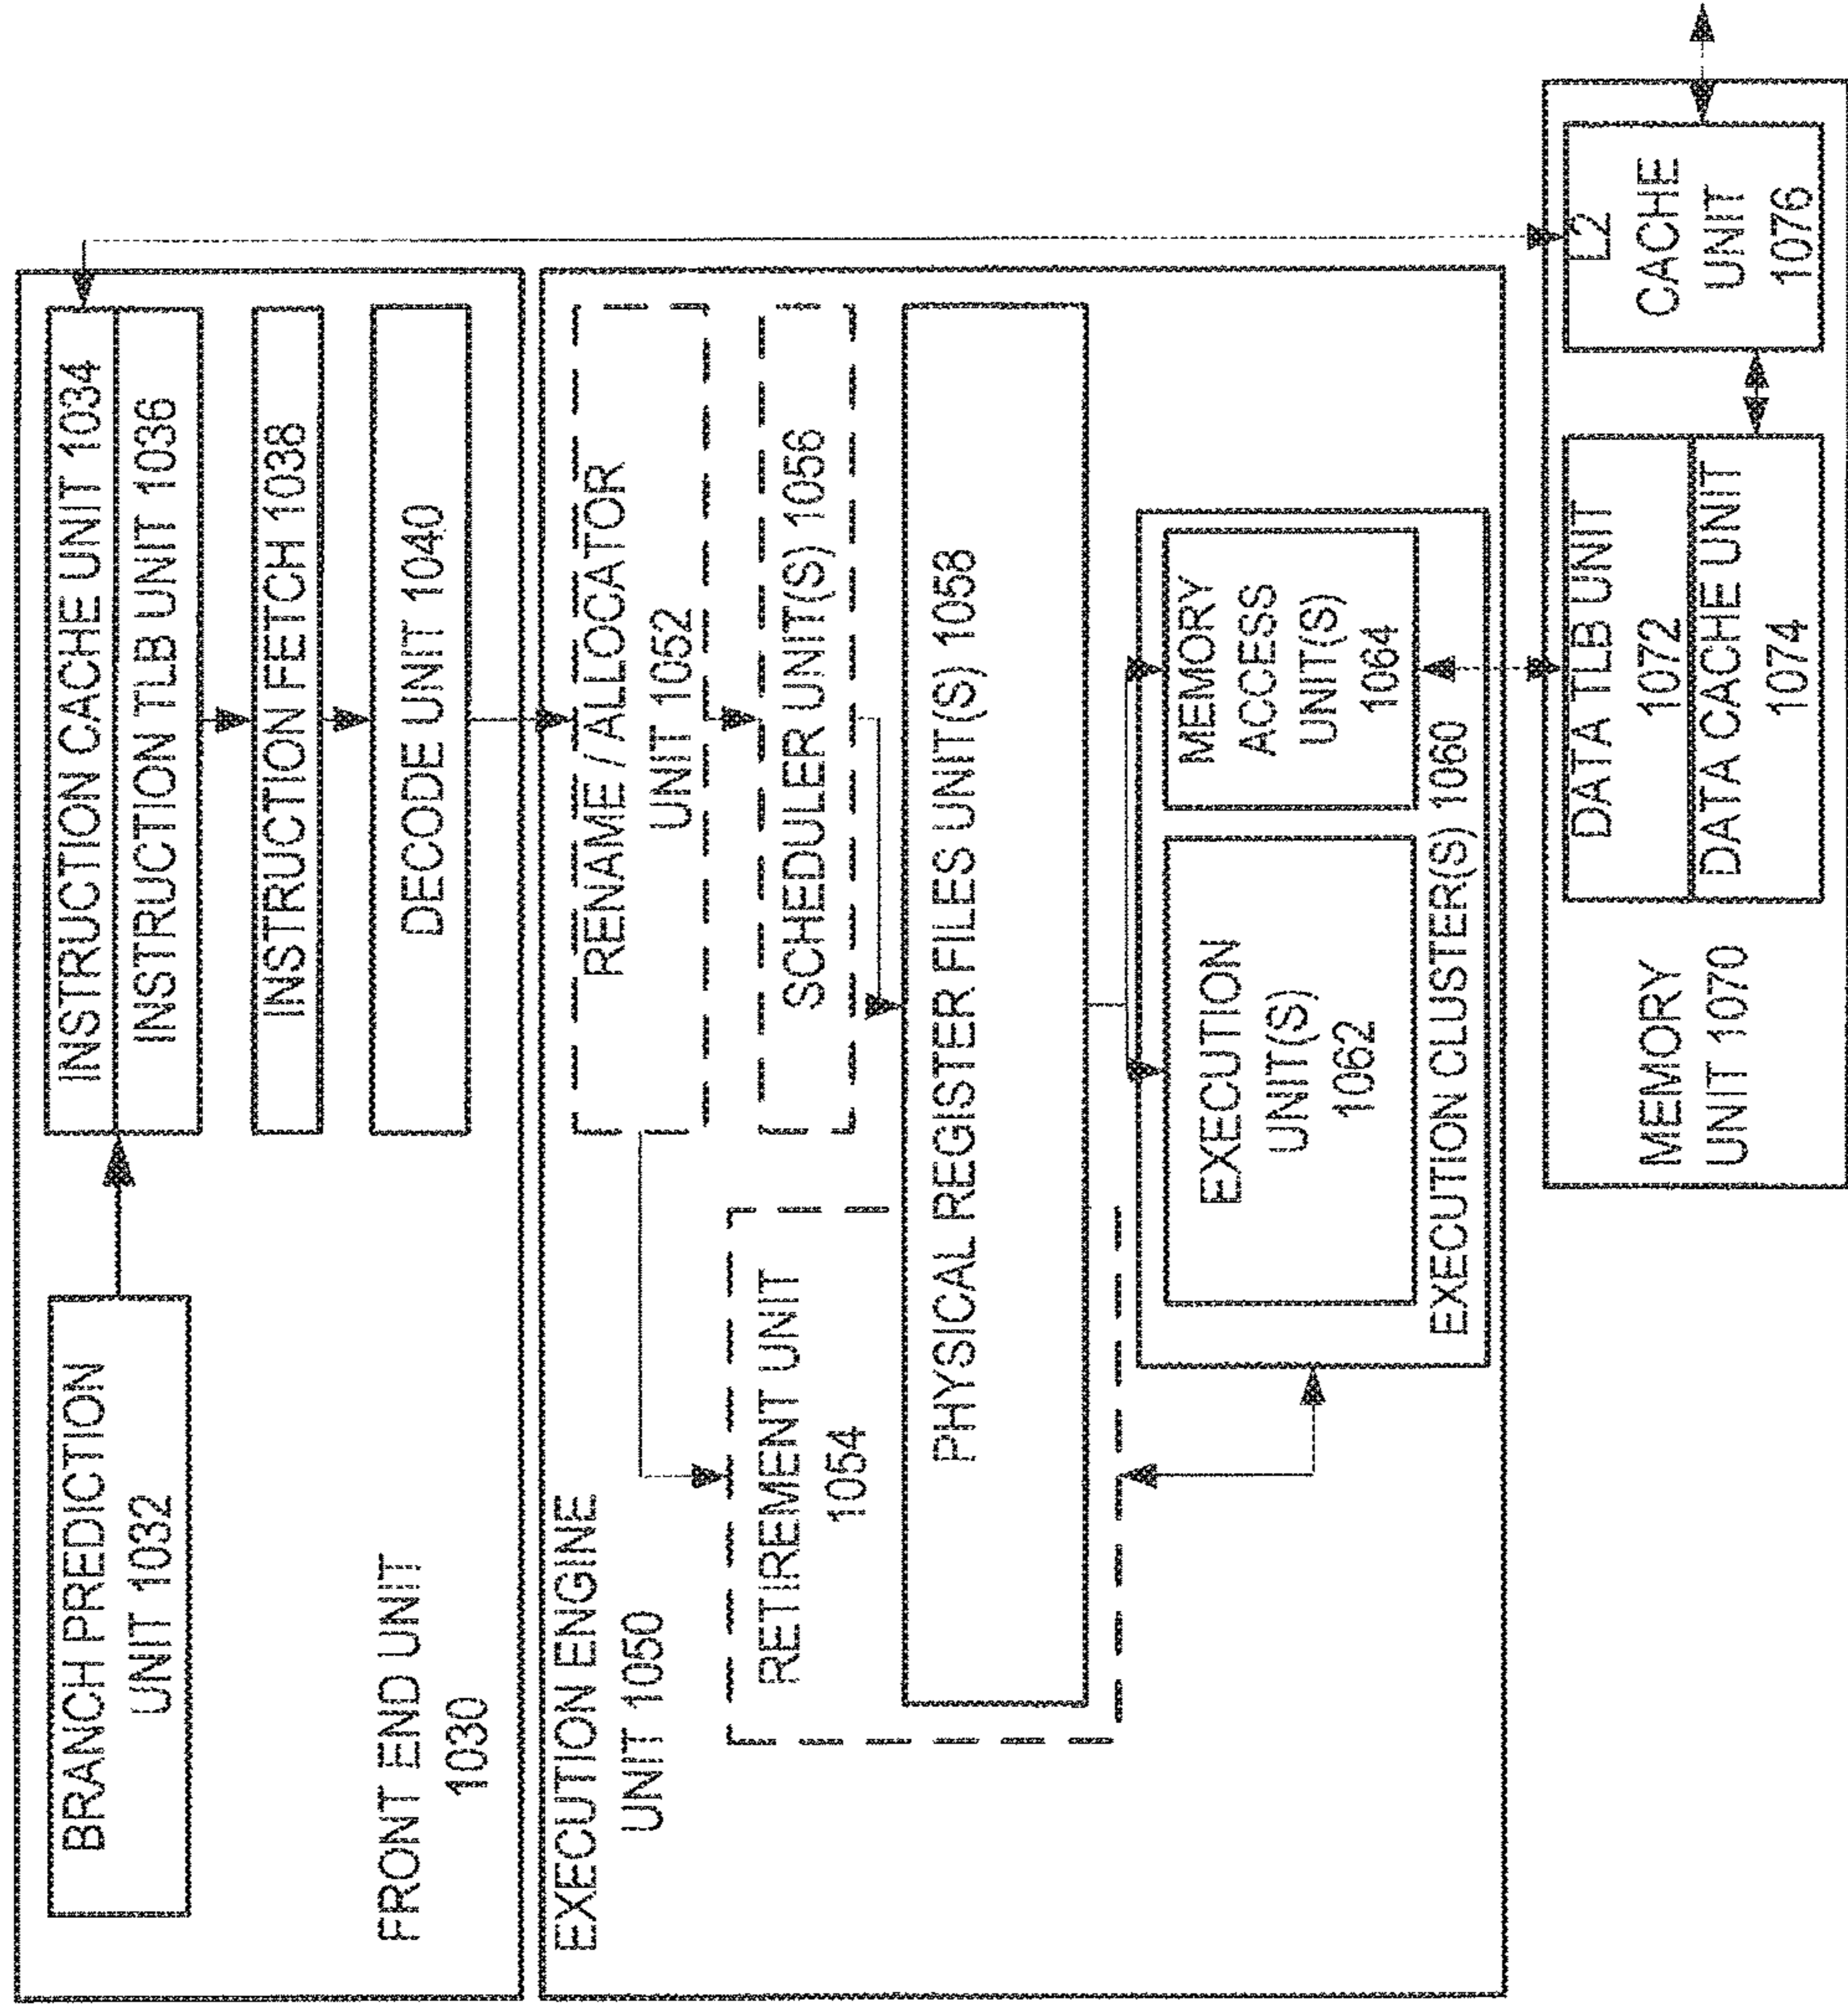 BRANCH PREDICTION
UNIT 1032
INSTRUCTION CACHE UNIT 1034
INSTRUCTION TLB UNIT 1036
INSTRUCTION FETCH 1038
DECODE UNIT 1040
FRONT END UNIT
1030
EXECUTION ENGINE
UNIT 1050
RENAME / ALLOCATOR
UNIT 1052
SCHEDULER UNIT(S) 1056
RETIREMENT UNIT
1054
PHYSICAL REGISTER FILES UNIT(S) 1058
EXECUTION
UNIT(S)
1062
MEMORY
ACCESS
UNIT(S)
1064
EXECUTION CLUSTER(S) 1060
MEMORY
UNIT 1070
DATA TLB UNIT
1072
DATA CACHE UNIT
1074
L2
CACHE
UNIT
1076